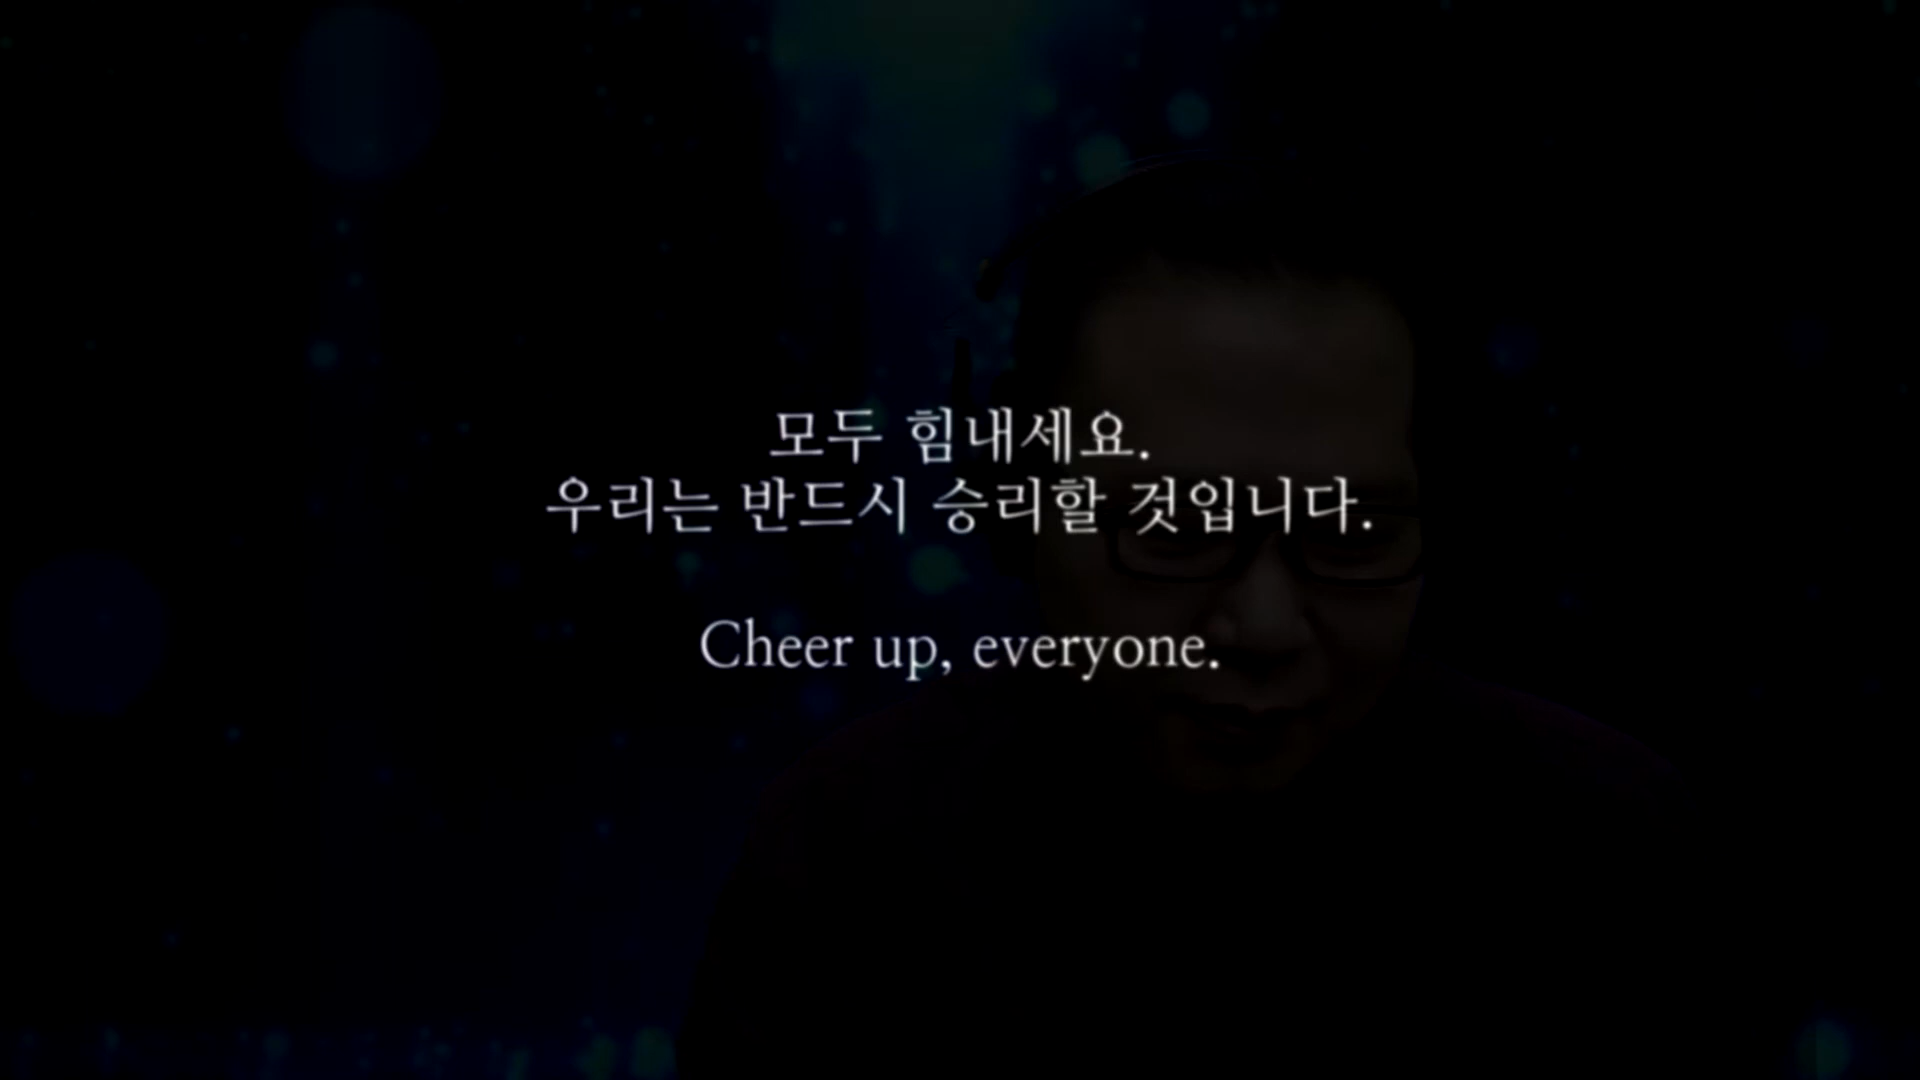 모두 힘내세요.
우리는 반드시 승리할 것입니다.
Cheer up, everyone.